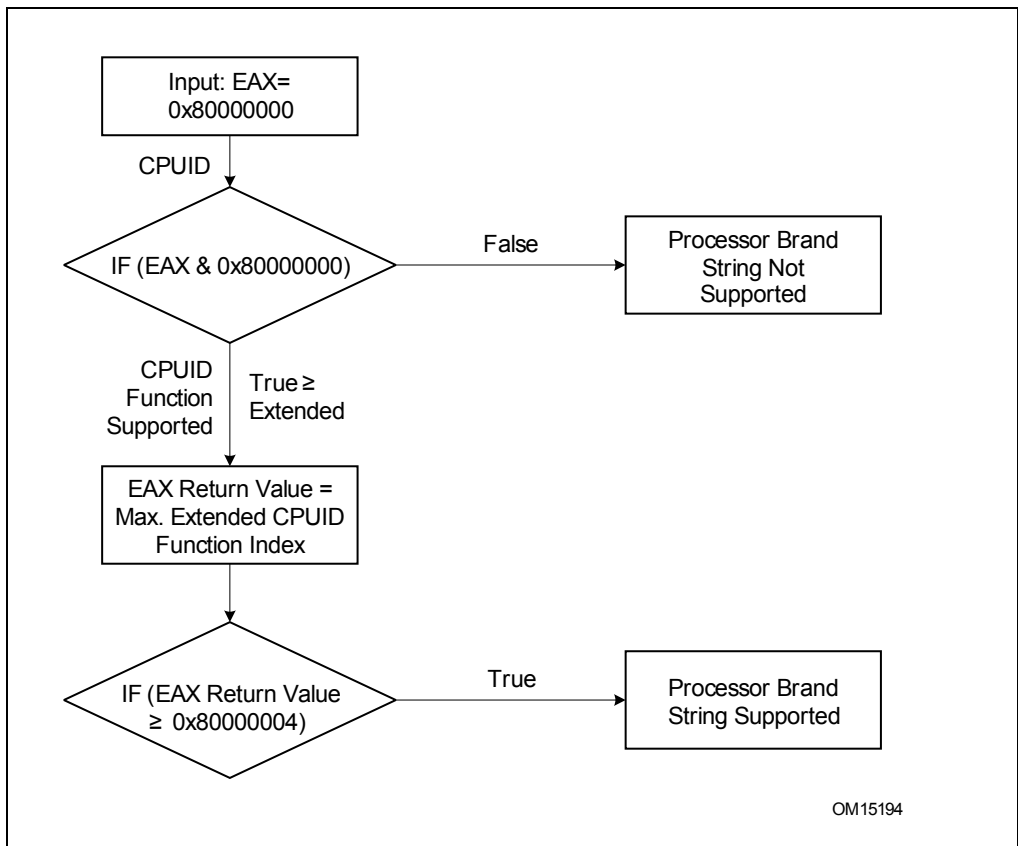 Input: EAX=
0x80000000
CPUID
IF (EAX & 0x80000000)
False
Processor Brand
String Not
Supported
CPUID
Function
Supported
True ≥
Extended
EAX Return Value =
Max. Extended CPUID
Function Index
IF (EAX Return Value
≥ 0x80000004)
True
Processor Brand
String Supported
OM15194